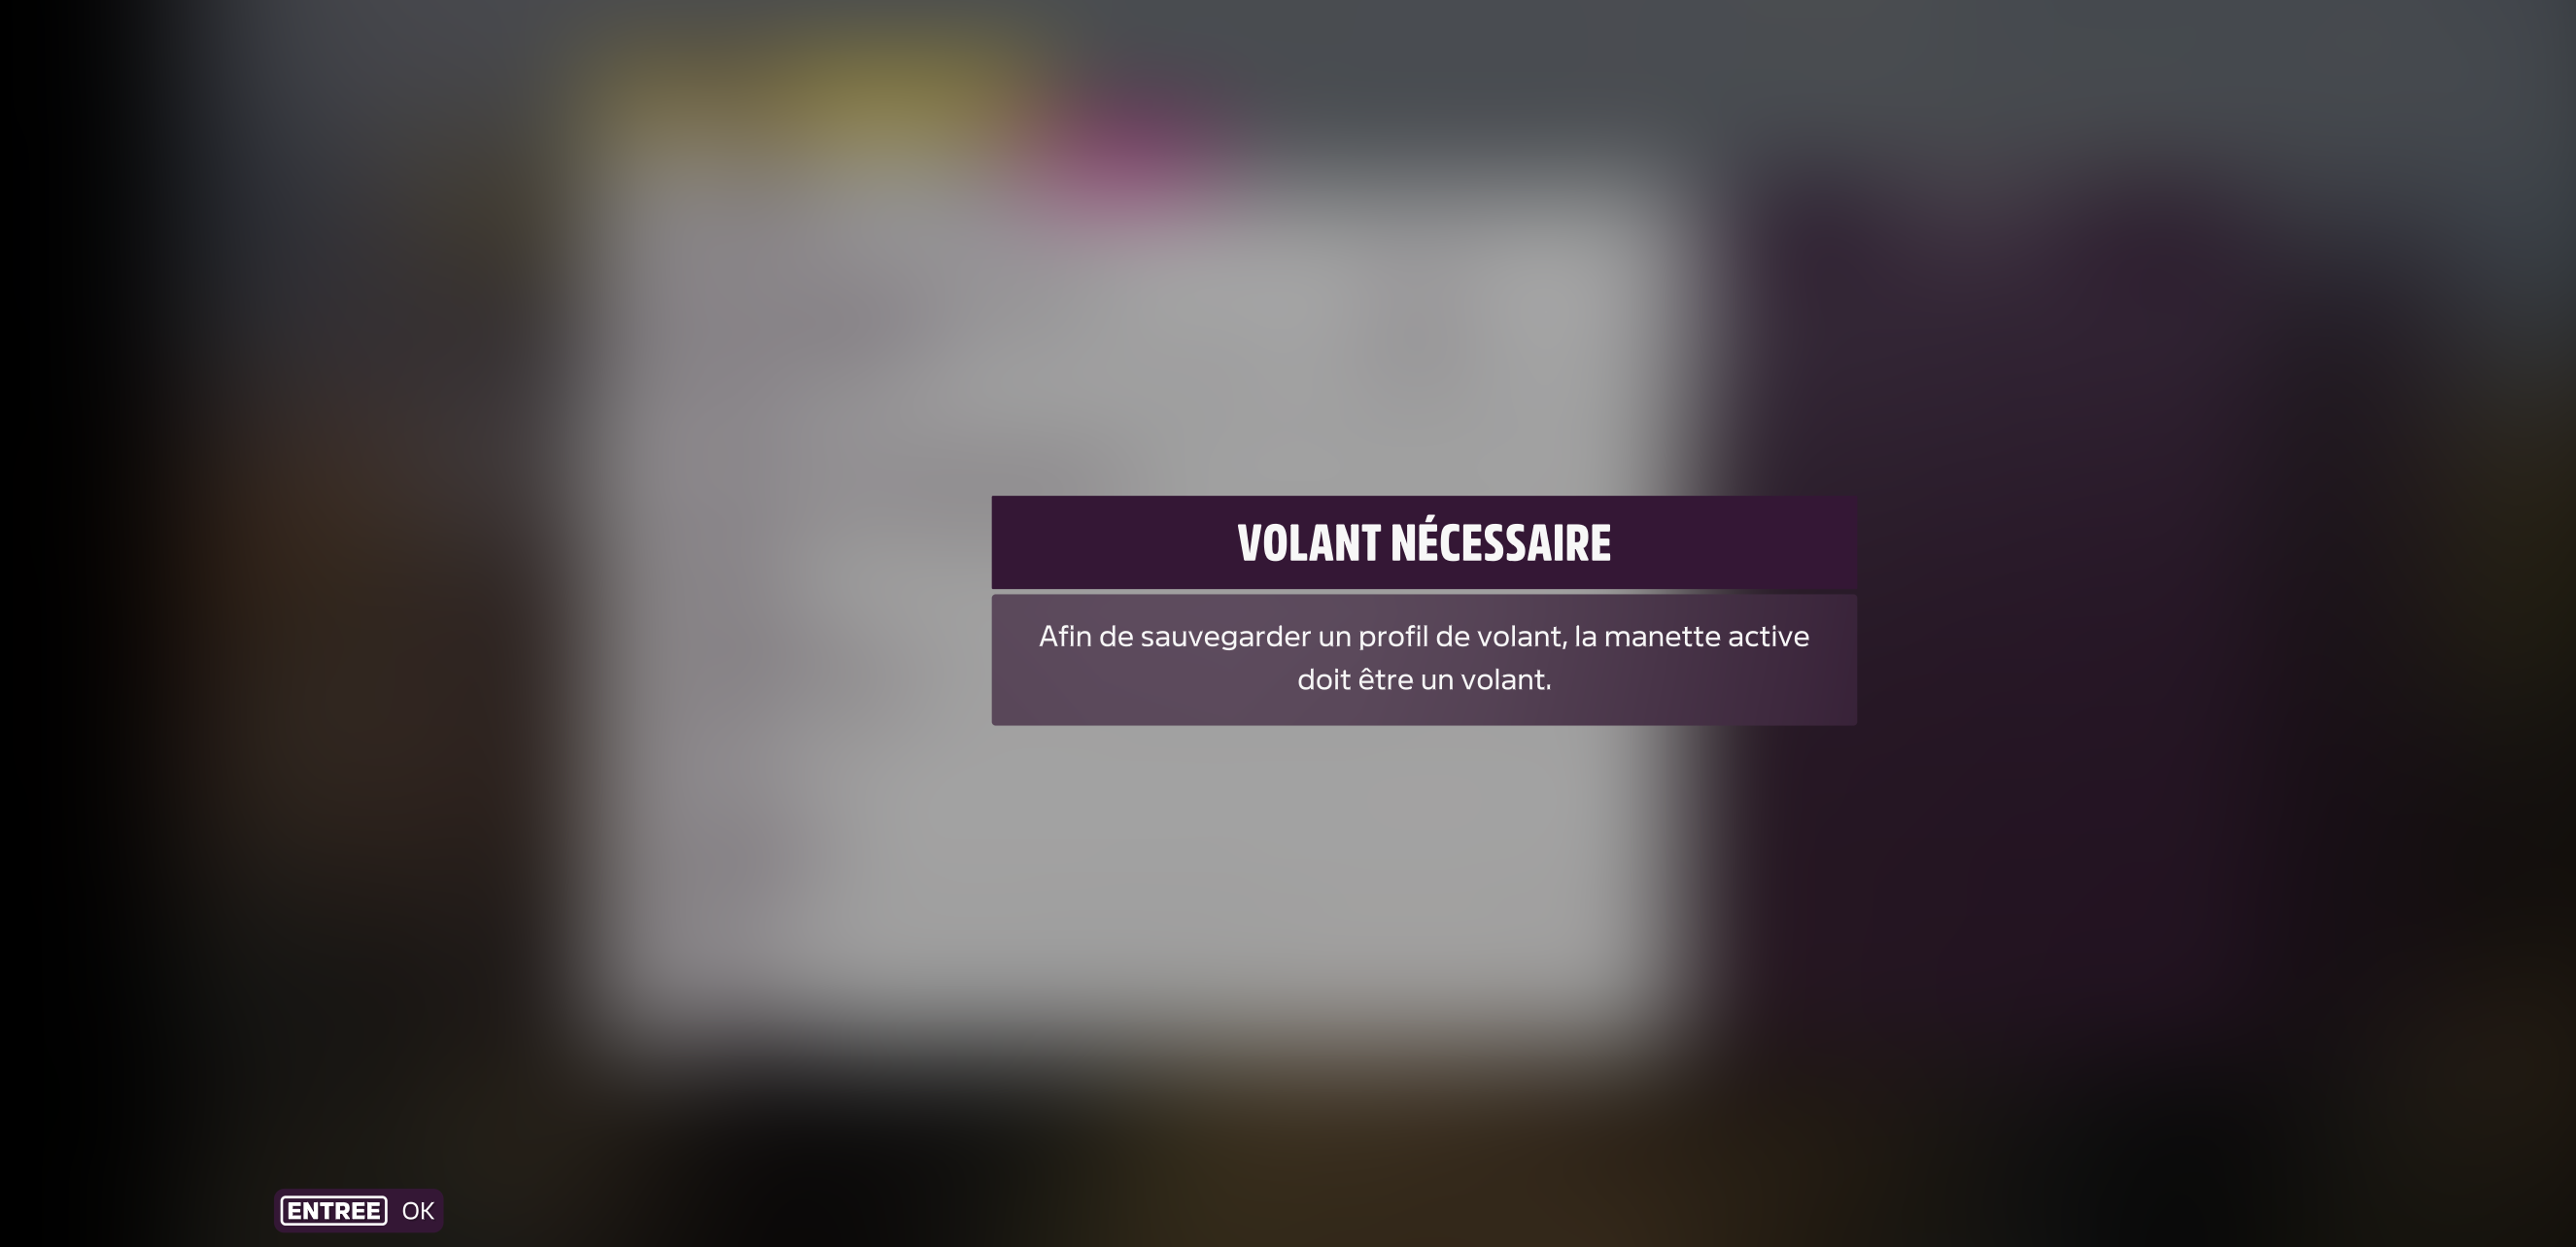 VOLANT NÉCESSAIRE
Afin de sauvegarder un profil de volant, la manette active
doit être un volant.
ENTREE OK